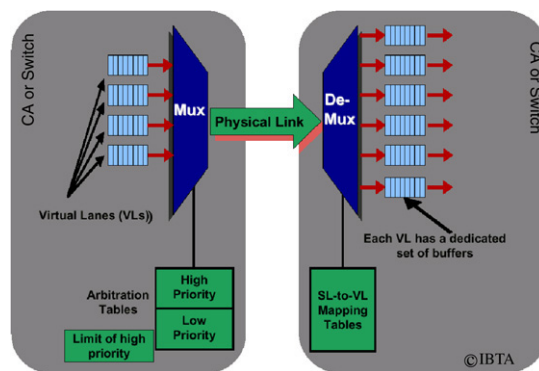 CA or Switch
Mux
Physical Link
De-
Mux
CA or Switch
Virtual Lanes (VLs))
Each VL has a dedicated
set of buffers
Arbitration
Tables
High
Priority
Low
Priority
Limit of high
priority
SL-to-VL
Mapping
Tables
©IBTA